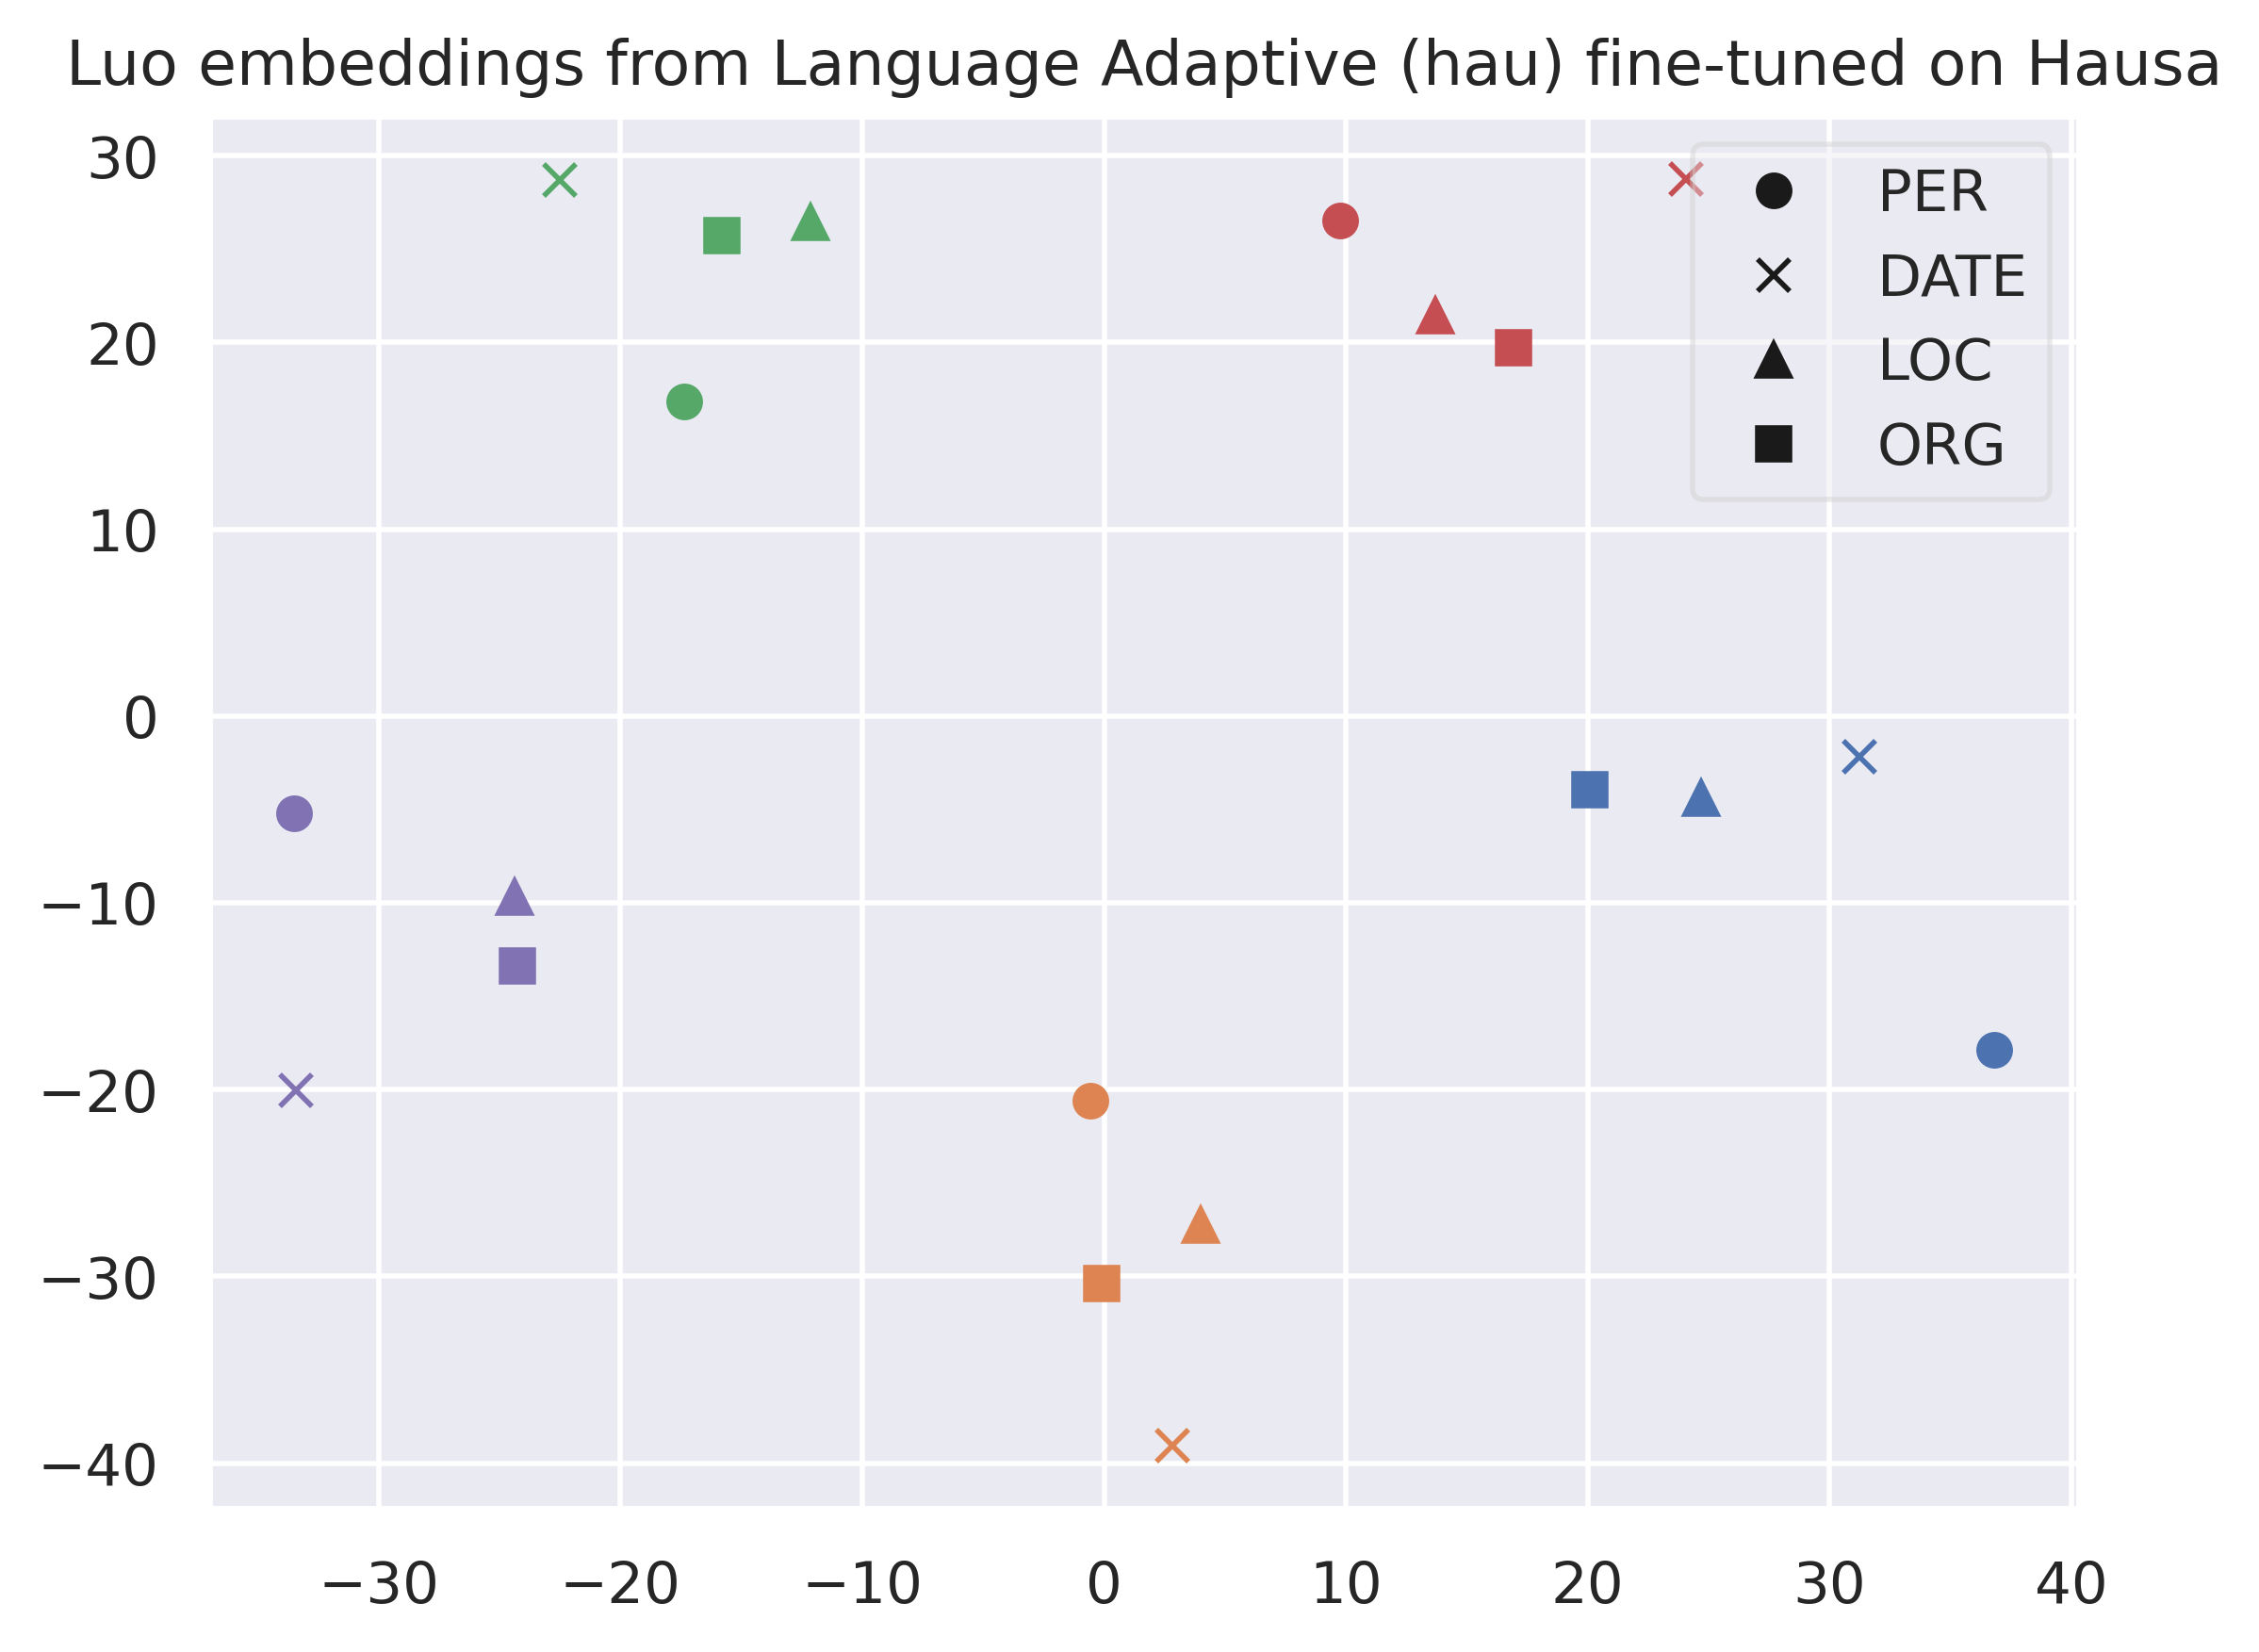 Luo embeddings from Language Adaptive (hau) fine-tuned on Hausa
30
20
10
0
−10
−20
−30
−40
PER
DATE
LOC
ORG
−30 −20 −10 0 10 20 30 40